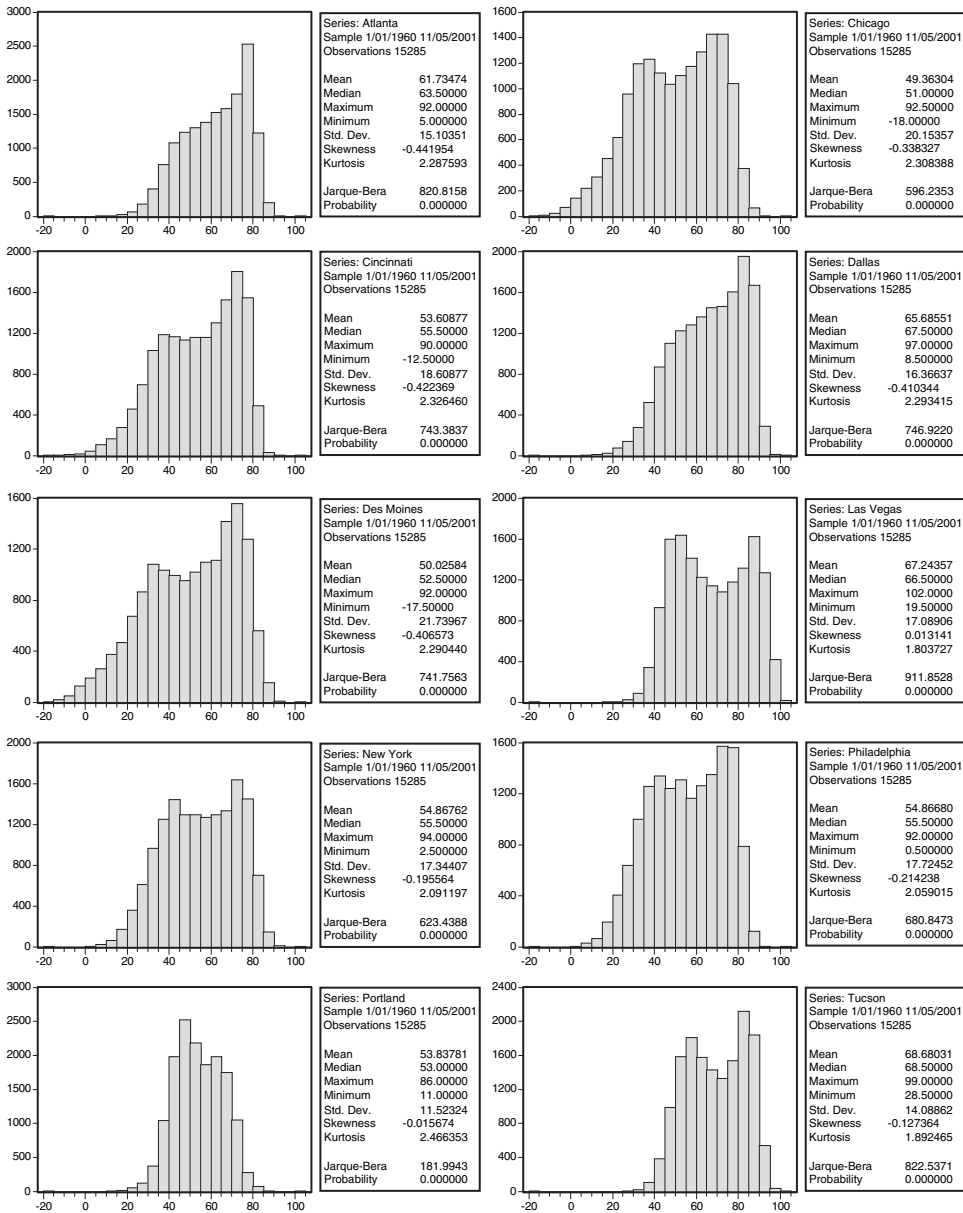 3000
2500
2000
1500
1000
500
0
-20 0 20 40 60 80 100
Series: Atlanta
Sample 1/01/1960 11/05/2001
Observations 15285
Mean 61.73474
Median 63.50000
Maximum 92.00000
Minimum 5.000000
Std. Dev. 15.10351
Skewness -0.441954
Kurtosis 2.287593
Jarque-Bera 820.8158
Probability 0.000000
1600
1400
1200
1000
800
600
400
200
0
-20 0 20 40 60 80 100
Series: Chicago
Sample 1/01/1960 11/05/2001
Observations 15285
Mean 49.36304
Median 51.00000
Maximum 92.50000
Minimum -18.00000
Std. Dev. 20.15357
Skewness -0.338327
Kurtosis 2.308388
Jarque-Bera 596.2353
Probability 0.000000
2000
1600
1200
800
400
0
-20 0 20 40 60 80 100
Series: Cincinnati
Sample 1/01/1960 11/05/2001
Observations 15285
Mean 53.60877
Median 55.50000
Maximum 90.00000
Minimum -12.50000
Std. Dev. 18.60877
Skewness -0.422369
Kurtosis 2.326460
Jarque-Bera 743.3837
Probability 0.000000
2000
1600
1200
800
400
0
-20 0 20 40 60 80 100
Series: Dallas
Sample 1/01/1960 11/05/2001
Observations 15285
Mean 65.68551
Median 67.50000
Maximum 97.00000
Minimum 8.500000
Std. Dev. 16.36637
Skewness -0.410344
Kurtosis 2.293415
Jarque-Bera 746.9220
Probability 0.000000
1600
1200
800
400
0
-20 0 20 40 60 80 100
Series: Des Moines
Sample 1/01/1960 11/05/2001
Observations 15285
Mean 50.02584
Median 52.50000
Maximum 92.00000
Minimum -17.50000
Std. Dev. 21.73967
Skewness -0.406573
Kurtosis 2.290440
Jarque-Bera 741.7563
Probability 0.000000
2000
1600
1200
800
400
0
-20 0 20 40 60 80 100
Series: Las Vegas
Sample 1/01/1960 11/05/2001
Observations 15285
Mean 67.24357
Median 66.50000
Maximum 102.0000
Minimum 19.50000
Std. Dev. 17.08906
Skewness 0.013141
Kurtosis 1.803727
Jarque-Bera 911.8528
Probability 0.000000
2000
1600
1200
800
400
0
-20 0 20 40 60 80 100
Series: New York
Sample 1/01/1960 11/05/2001
Observations 15285
Mean 54.86762
Median 55.50000
Maximum 94.00000
Minimum 2.500000
Std. Dev. 17.34407
Skewness -0.195564
Kurtosis 2.091197
Jarque-Bera 623.4388
Probability 0.000000
1600
1200
800
400
0
-20 0 20 40 60 80 100
Series: Philadelphia
Sample 1/01/1960 11/05/2001
Observations 15285
Mean 54.86680
Median 55.50000
Maximum 92.00000
Minimum 0.500000
Std. Dev. 17.72452
Skewness -0.214238
Kurtosis 2.059015
Jarque-Bera 680.8473
Probability 0.000000
3000
2500
2000
1500
1000
500
0
-20 0 20 40 60 80 100
Series: Portland
Sample 1/01/1960 11/05/2001
Observations 15285
Mean 53.83781
Median 53.00000
Maximum 86.00000
Minimum 11.00000
Std. Dev. 11.52324
Skewness -0.015674
Kurtosis 2.466353
Jarque-Bera 181.9943
Probability 0.000000
2400
2000
1600
1200
800
400
0
-20 0 20 40 60 80 100
Series: Tucson
Sample 1/01/1960 11/05/2001
Observations 15285
Mean 68.68031
Median 68.50000
Maximum 99.00000
Minimum 28.50000
Std. Dev. 14.08862
Skewness -0.127364
Kurtosis 1.892465
Jarque-Bera 822.5371
Probability 0.000000